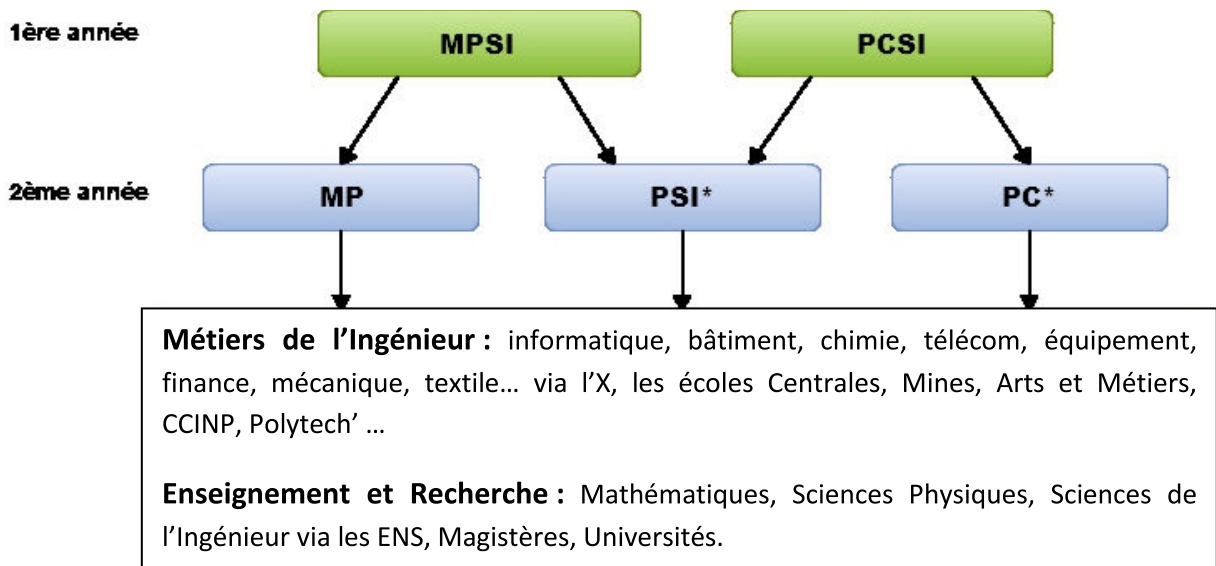 1ère année
MPSI
PCSI
2ème année
MP
PSI*
PC*
Métiers de l’Ingénieur : informatique, bâtiment, chimie, télécom, équipement,
finance, mécanique, textile… via l’X, les écoles Centrales, Mines, Arts et Métiers,
CCINP, Polytech’ …
Enseignement et Recherche : Mathématiques, Sciences Physiques, Sciences de
l’Ingénieur via les ENS, Magistères, Universités.